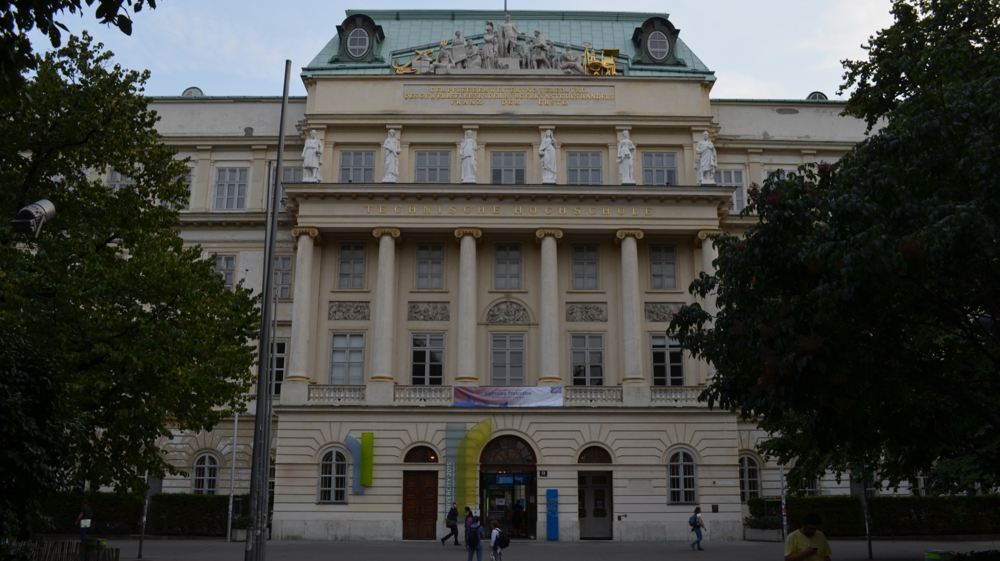 DER.PFLEGE.ERWEITERVNG.VEREDLVNG.
DES.GEWERBSFLEISSES.DER.BVRGERKVNSTE.DES.HANDELS.
FRANZ. DER. ERSTE.
TECHNISCHE HOCHSCHULE
Lightning Protection
UNIVERCITY 2015
13